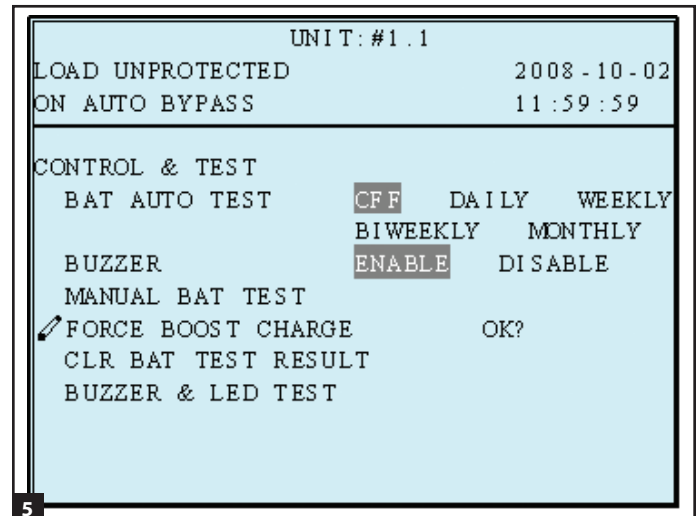 UNIT:#1.1
LOAD UNPROTECTED 2008-10-02
ON AUTO BYPASS 11:59:59
CONTROL & TEST
BAT AUTO TEST CFF DAILY WEEKLY
BIWEEKLY MONTHLY
BUZZER ENABLE DISABLE
MANUAL BAT TEST
FORCE BOOST CHARGE OK?
CLR BAT TEST RESULT
BUZZER & LED TEST
5